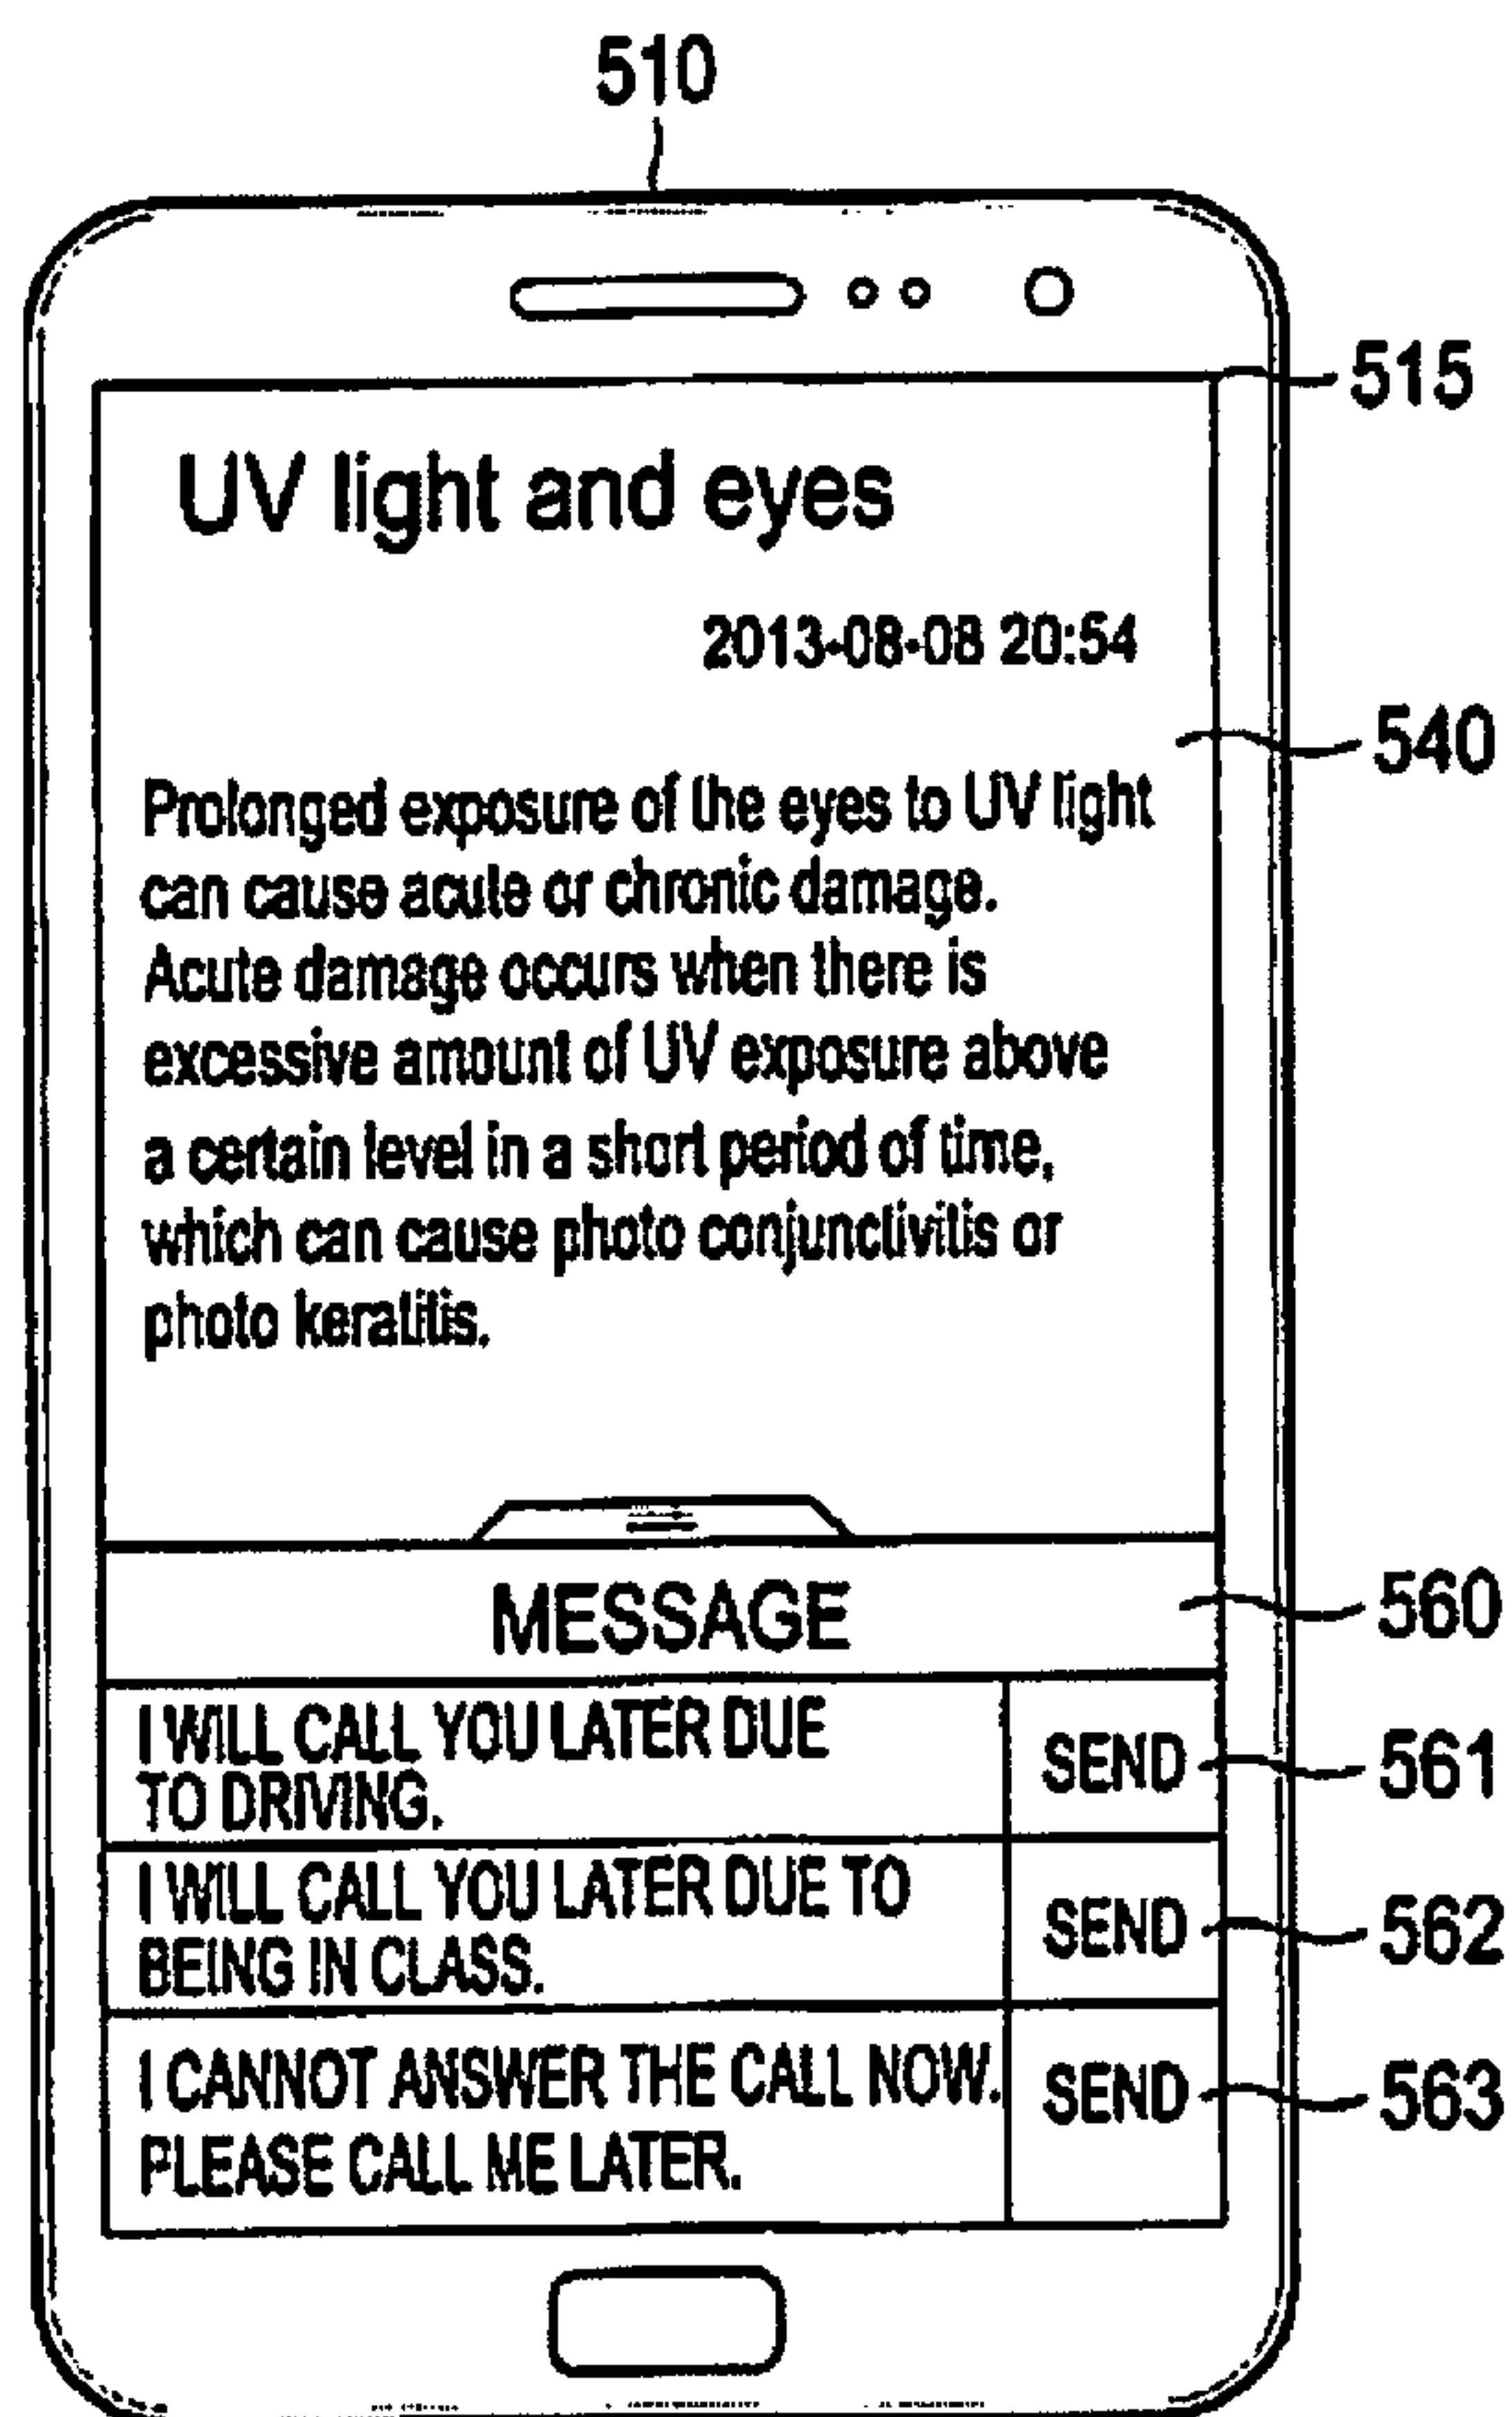 510
515
UV light and eyes
2013-08-08 20:54
540
Prolonged exposure of the eyes to UV light
can cause acute or chronic damage.
Acute damage occurs when there is
excessive amount of UV exposure above
a certain level in a short period of time,
which can cause photo conjunctivitis or
photo keratitis.
MESSAGE
560
I WILL CALL YOU LATER DUE
TO DRIVING.
SEND
561
I WILL CALL YOU LATER DUE TO
BEING IN CLASS.
SEND
562
I CANNOT ANSWER THE CALL NOW.
PLEASE CALL ME LATER.
SEND
563